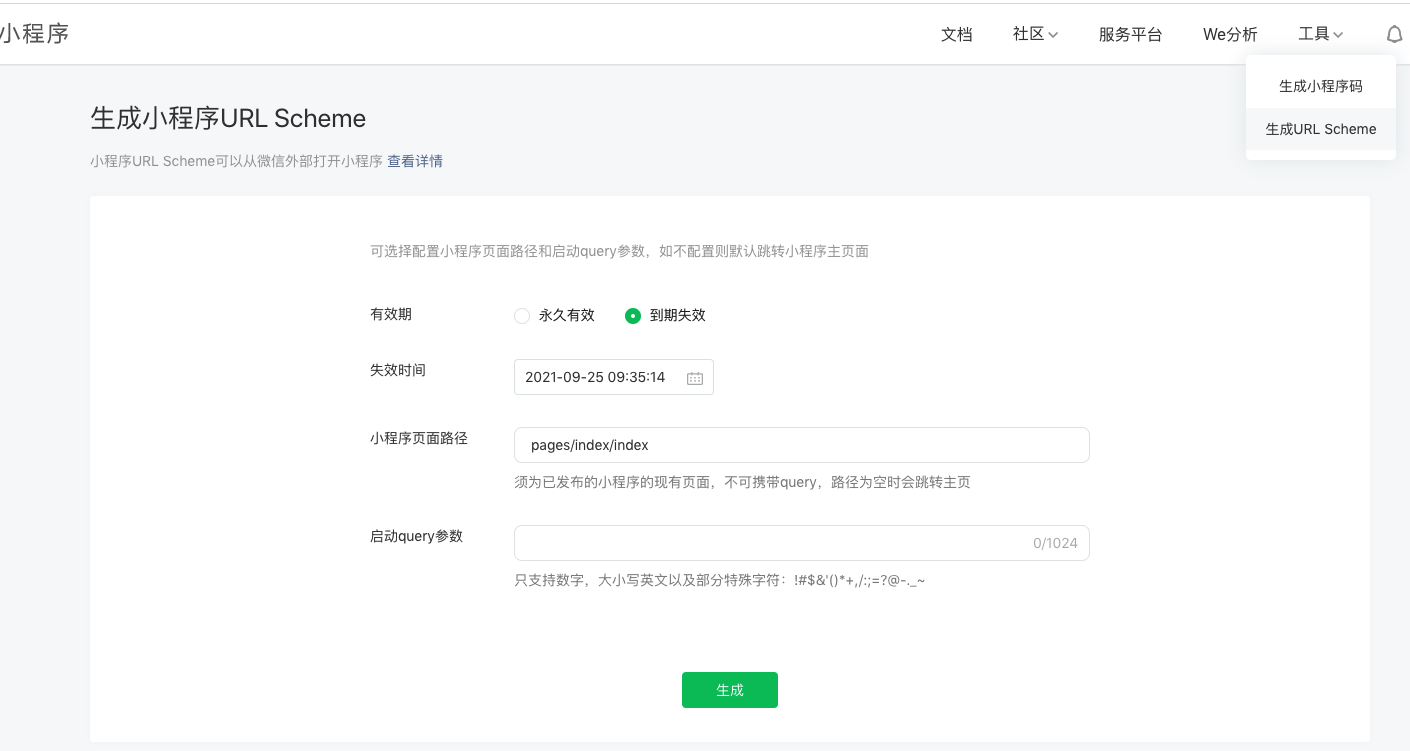 小程序
文档 社区 服务平台 We分析 工具
生成小程序码
生成URL Scheme
生成小程序URL Scheme
小程序URL Scheme可以从微信外部打开小程序 查看详情
可选择配置小程序页面路径和启动query参数，如不配置则默认跳转小程序主页面
有效期 永久有效 到期失效
失效时间 2021-09-25 09:35:14
小程序页面路径 pages/index/index
须为已发布的小程序的现有页面，不可携带query，路径为空时会跳转主页
启动query参数 0/1024
只支持数字，大小写英文以及部分特殊字符：!#$&'()*+,/:;=?@-._~
生成